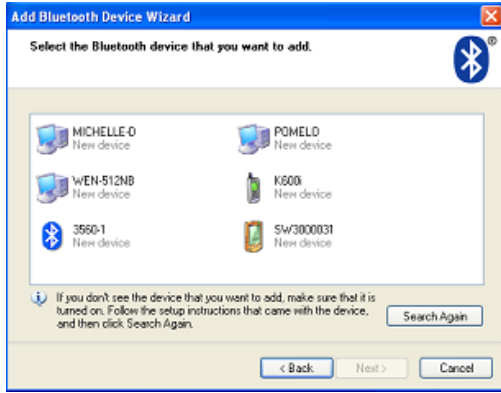 Add Bluetooth Device Wizard
Select the Bluetooth device that you want to add.
®
MICHELLE-D
New device
POMELO
New device
WEN-512NB
New device
K600i
New device
3560-1
New device
SW3000031
New device
If you don't see the device that you want to add, make sure that it is
turned on. Follow the setup instructions that came with the device,
and then click Search Again.
Search Again
< Back
Next >
Cancel